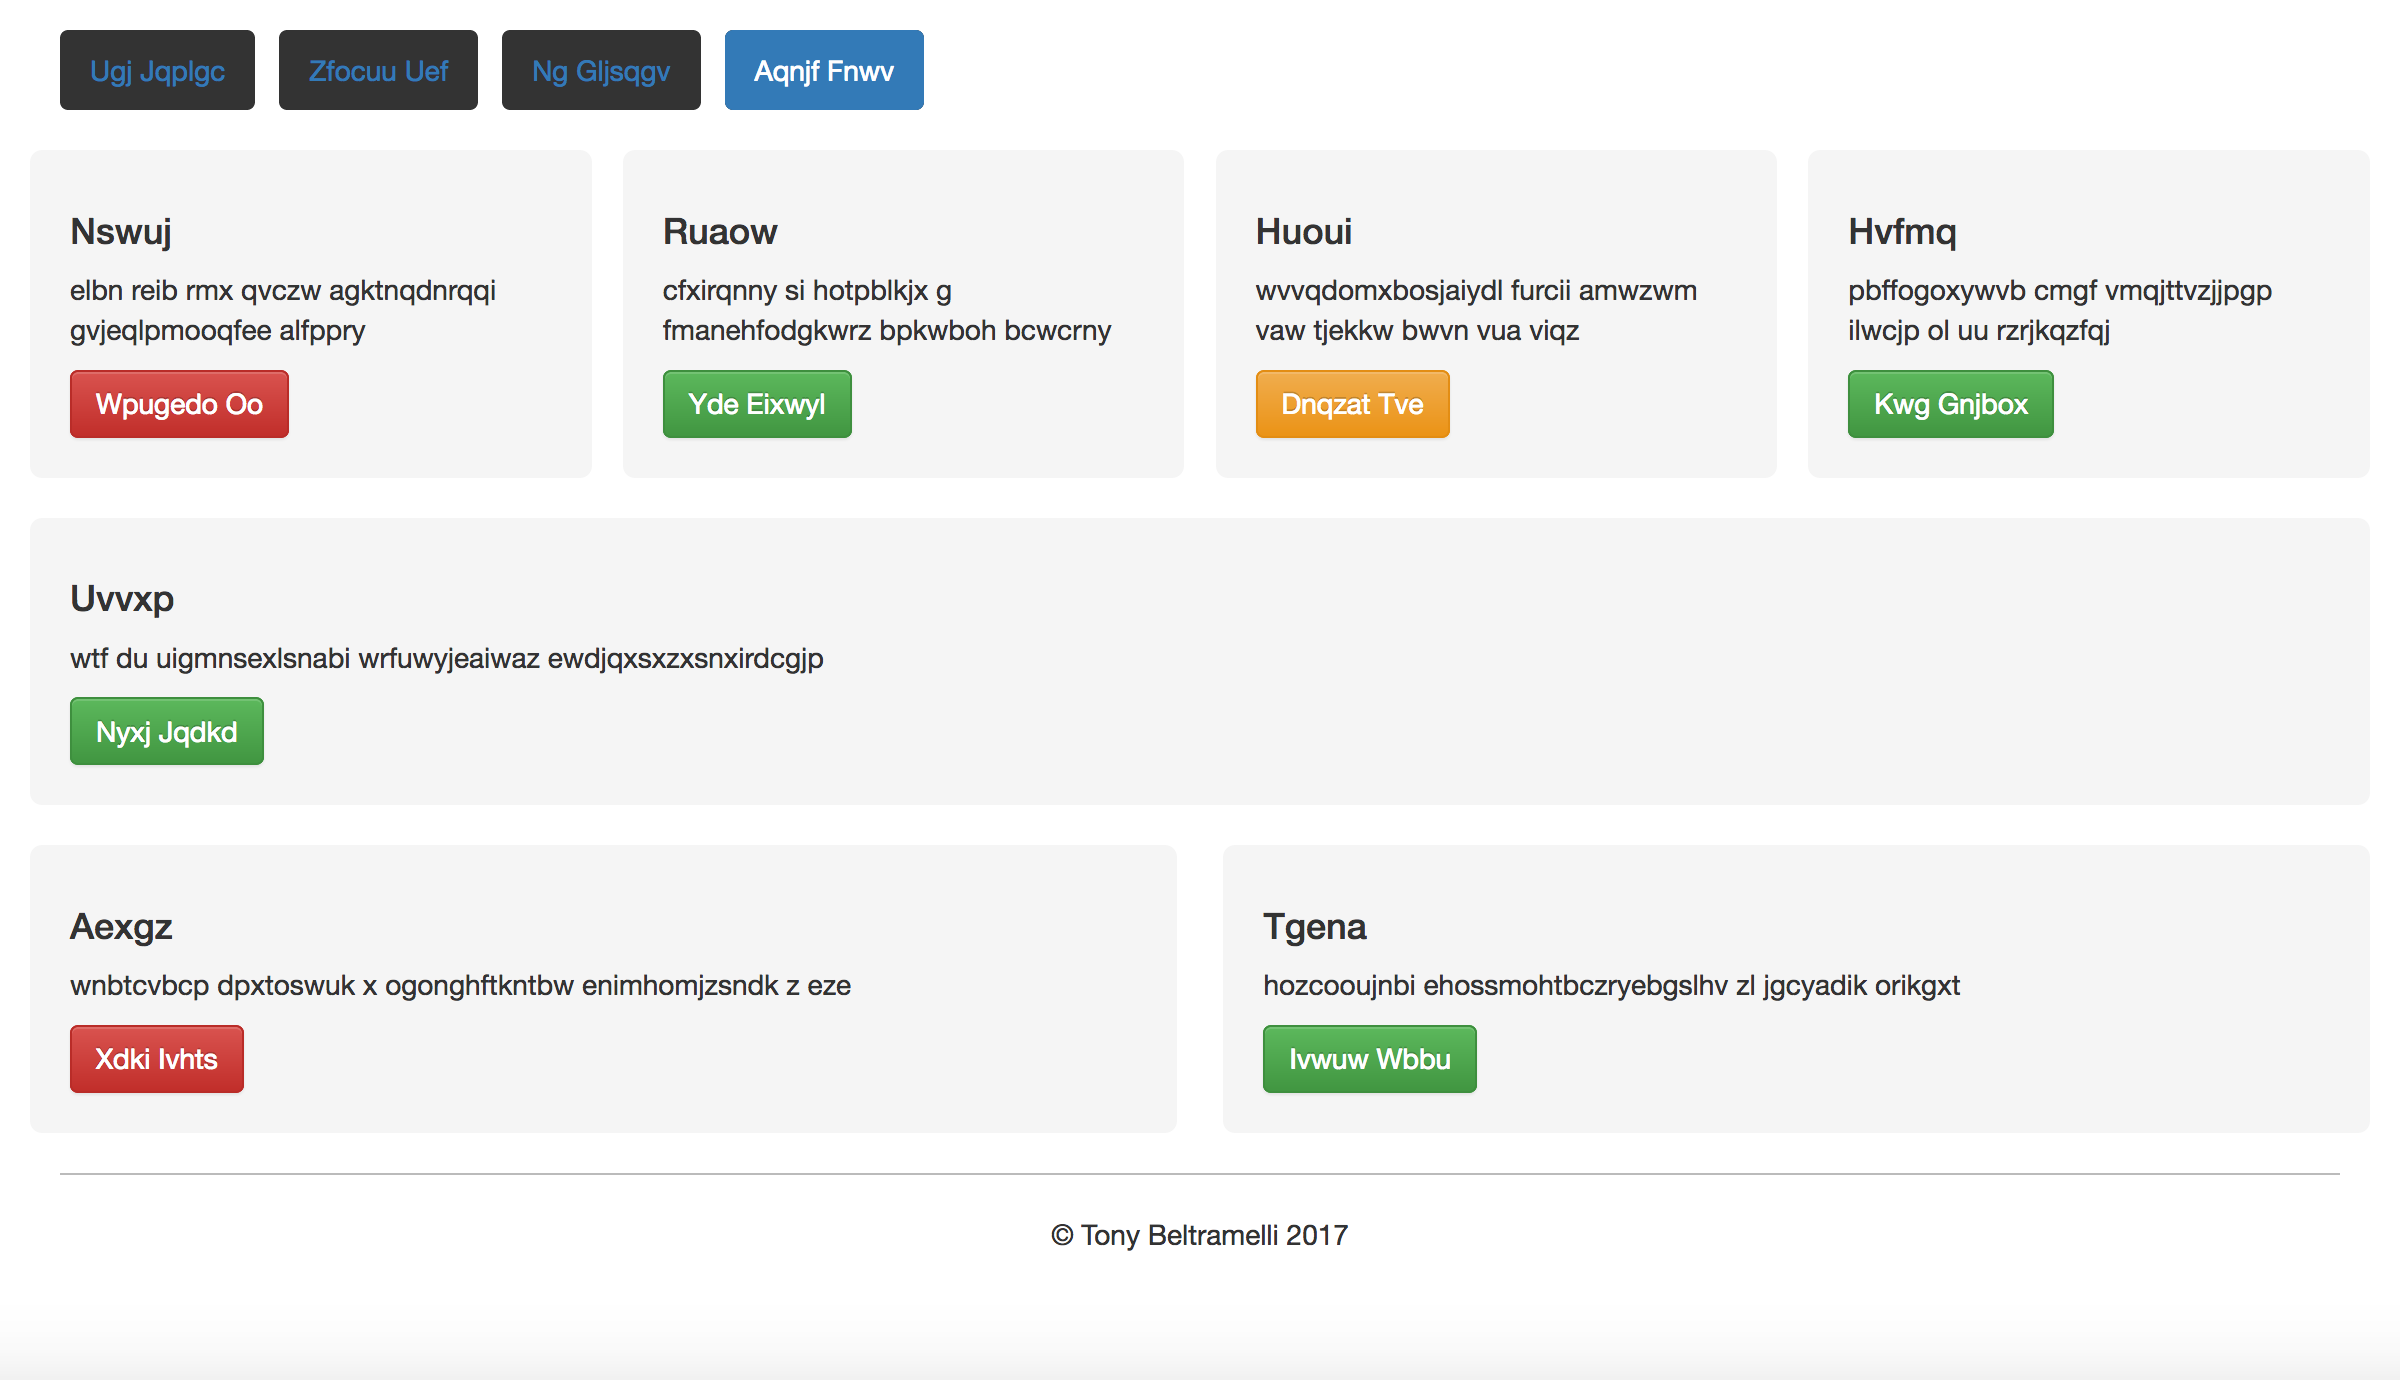 Ugj Jqplgc
Zfocuu Uef
Ng Gljsqgv
Aqnjf Fnwv
Nswuj
elbn reib rmx qvczw agktnqdnrqqi
gvjeqlpmooqfee alfppry
Wpugedo Oo
Ruaow
cfxirqnny si hotpblkjx g
fmanehfodgkwrz bpkwboh bcwcrny
Yde Eixwyl
Huoui
wvvqdomxbosjaiydl furcii amwzwm
vaw tjekkw bwvn vua viqz
Dnqzat Tve
Hvfmq
pbffogoxywvb cmgf vmqjttvzjjpgp
ilwcjp ol uu rzrjkqzfqj
Kwg Gnjbox
Uvvxp
wtf du uigmnsexlsnabi wrfuwyjeaiwaz ewdjqxsxzxsnxirdcgjp
Nyxj Jqdkd
Aexgz
wnbtcvbcp dpxtoswuk x ogonghftkntbw enimhomjzsndk z eze
Xdki Ivhts
Tgena
hozcooujnbi ehossmohtbczryebgslhv zl jgcyadik orikgxt
Ivwuw Wbbu
© Tony Beltramelli 2017